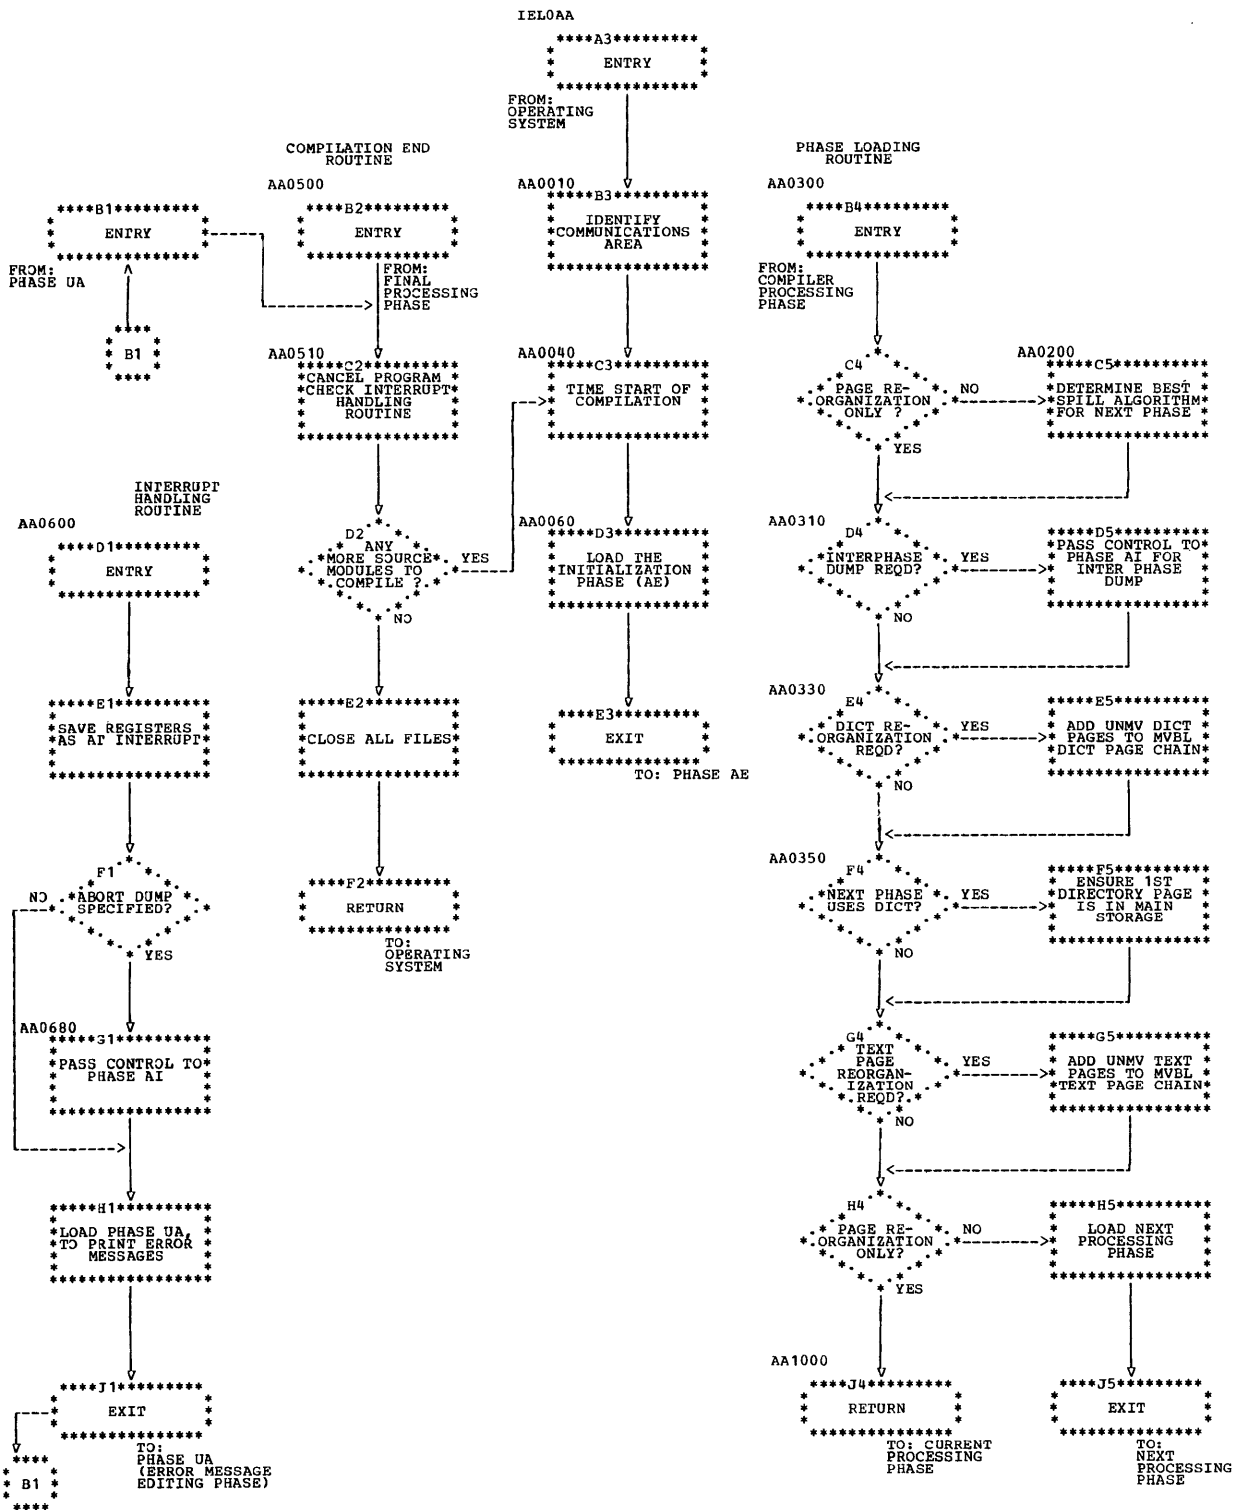 IEL0AA
A3
ENTRY
FROM:
OPERATING
SYSTEM
COMPILATION END
ROUTINE
PHASE LOADING
ROUTINE
AA0500
AA0010
AA0300
B1
ENTRY
FROM:
PHASE UA
B1
B2
ENTRY
FROM:
FINAL
PROCESSING
PHASE
B3
IDENTIFY
COMMUNICATIONS
AREA
B4
ENTRY
FROM:
COMPILER
PROCESSING
PHASE
AA0510
C2
CANCEL PROGRAM
CHECK INTERRUPT
HANDLING
ROUTINE
AA0040
C3
TIME START OF
COMPILATION
C4
PAGE RE-
ORGANIZATION
ONLY ?
NO
YES
AA0200
C5
DETERMINE BEST
SPILL ALGORITHM
FOR NEXT PHASE
INTERRUPT
HANDLING
ROUTINE
AA0600
D1
ENTRY
D2
ANY
MORE SOURCE
MODULES TO
COMPILE ?
YES
NO
AA0060
D3
LOAD THE
INITIALIZATION
PHASE (AE)
AA0310
D4
INTERPHASE
DUMP REQD?
YES
NO
D5
PASS CONTROL TO
PHASE AI FOR
INTER PHASE
DUMP
E1
SAVE REGISTERS
AS AT INTERRUPT
E2
CLOSE ALL FILES
E3
EXIT
TO: PHASE AE
AA0330
E4
DICT RE-
ORGANIZATION
REQD?
YES
NO
E5
ADD UNMV DICT
PAGES TO MVBL
DICT PAGE CHAIN
F1
ABORT DUMP
SPECIFIED?
NO
YES
F2
RETURN
TO:
OPERATING
SYSTEM
AA0350
F4
NEXT PHASE
USES DICT?
YES
NO
F5
ENSURE 1ST
DIRECTORY PAGE
IS IN MAIN
STORAGE
AA0680
G1
PASS CONTROL TO
PHASE AI
G4
TEXT
PAGE
REORGAN-
IZATION
REQD?
YES
NO
G5
ADD UNMV TEXT
PAGES TO MVBL
TEXT PAGE CHAIN
H1
LOAD PHASE UA,
TO PRINT ERROR
MESSAGES
H4
PAGE RE-
ORGANIZATION
ONLY?
NO
YES
H5
LOAD NEXT
PROCESSING
PHASE
AA1000
J1
EXIT
TO:
PHASE UA
(ERROR MESSAGE
EDITING PHASE)
B1
J4
RETURN
TO: CURRENT
PROCESSING
PHASE
J5
EXIT
TO:
NEXT
PROCESSING
PHASE